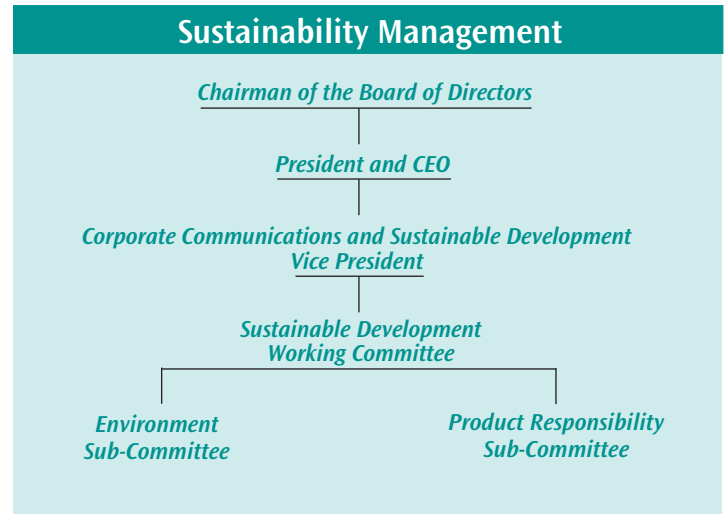 Sustainability Management
Chairman of the Board of Directors
President and CEO
Corporate Communications and Sustainable Development
Vice President
Sustainable Development
Working Committee
Environment
Sub-Committee
Product Responsibility
Sub-Committee